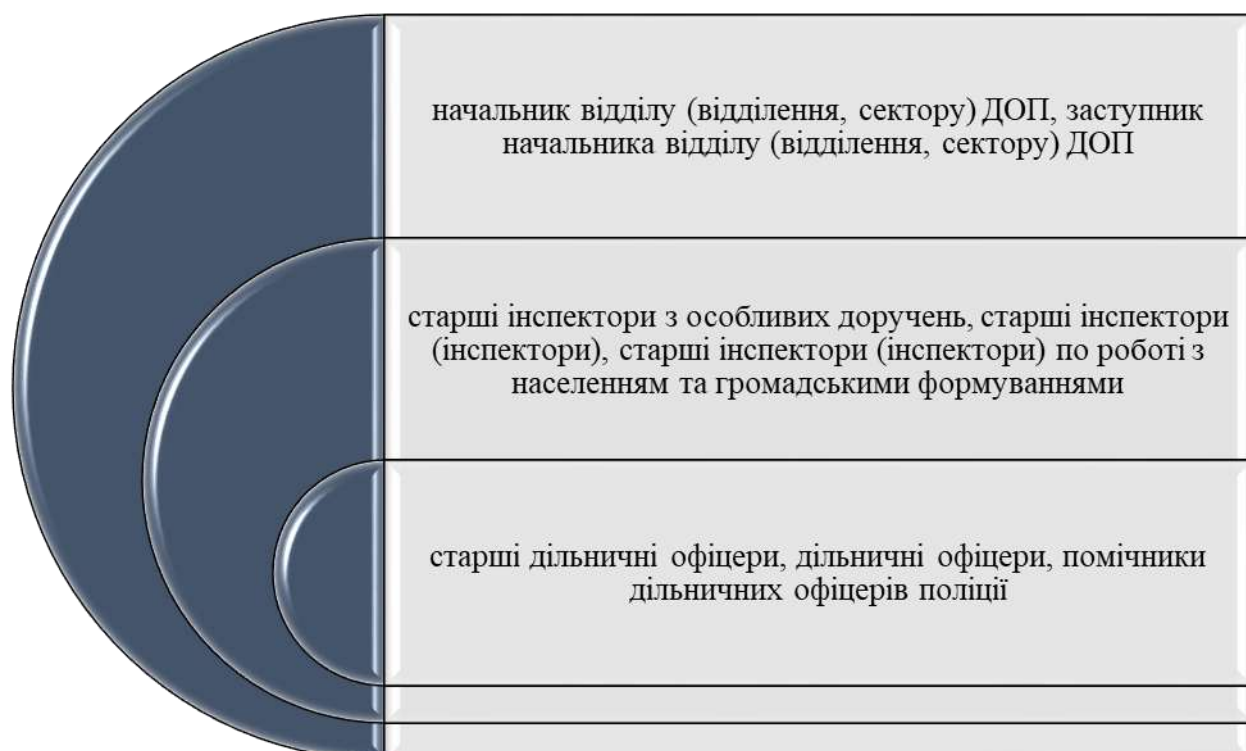 начальник відділу (відділення, сектору) ДОП, заступник
начальника відділу (відділення, сектору) ДОП
старші інспектори з особливих доручень, старші інспектори
(інспектори), старші інспектори (інспектори) по роботі з
населенням та громадськими формуваннями
старші дільничні офіцери, дільничні офіцери, помічники
дільничних офіцерів поліції